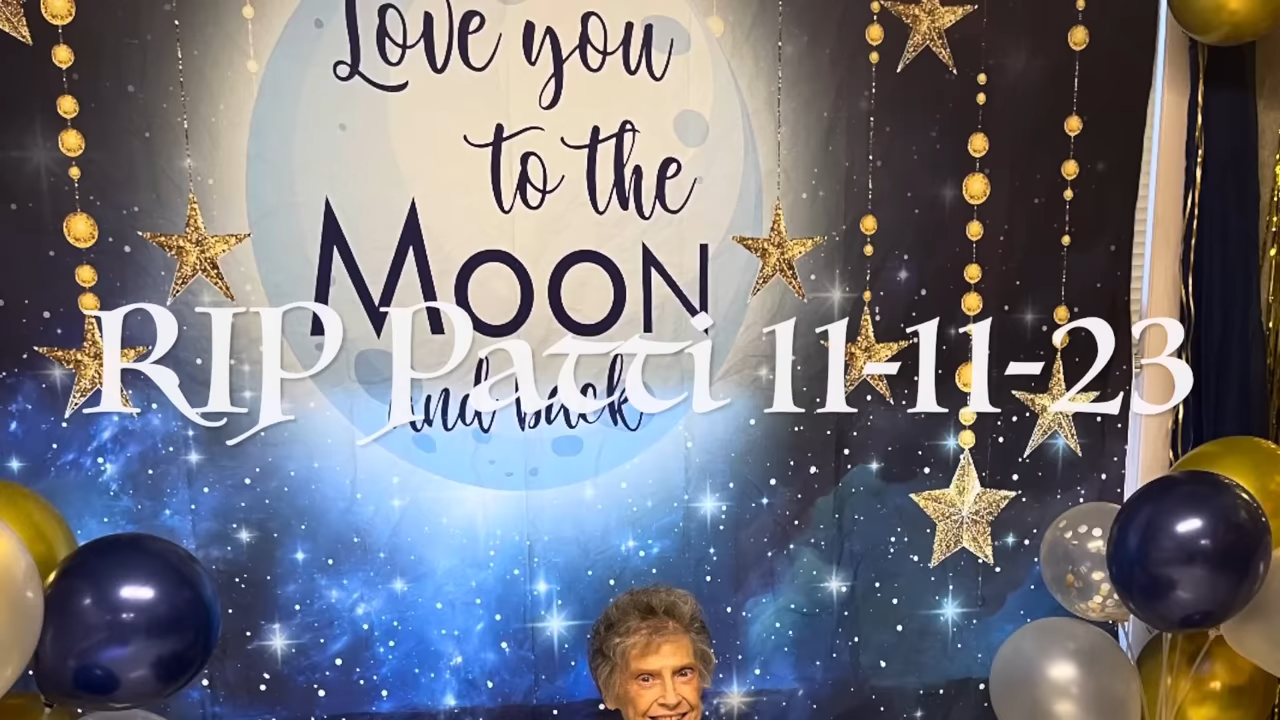 Love you
to the
MOON
and back
RIP Patti 11-11-23